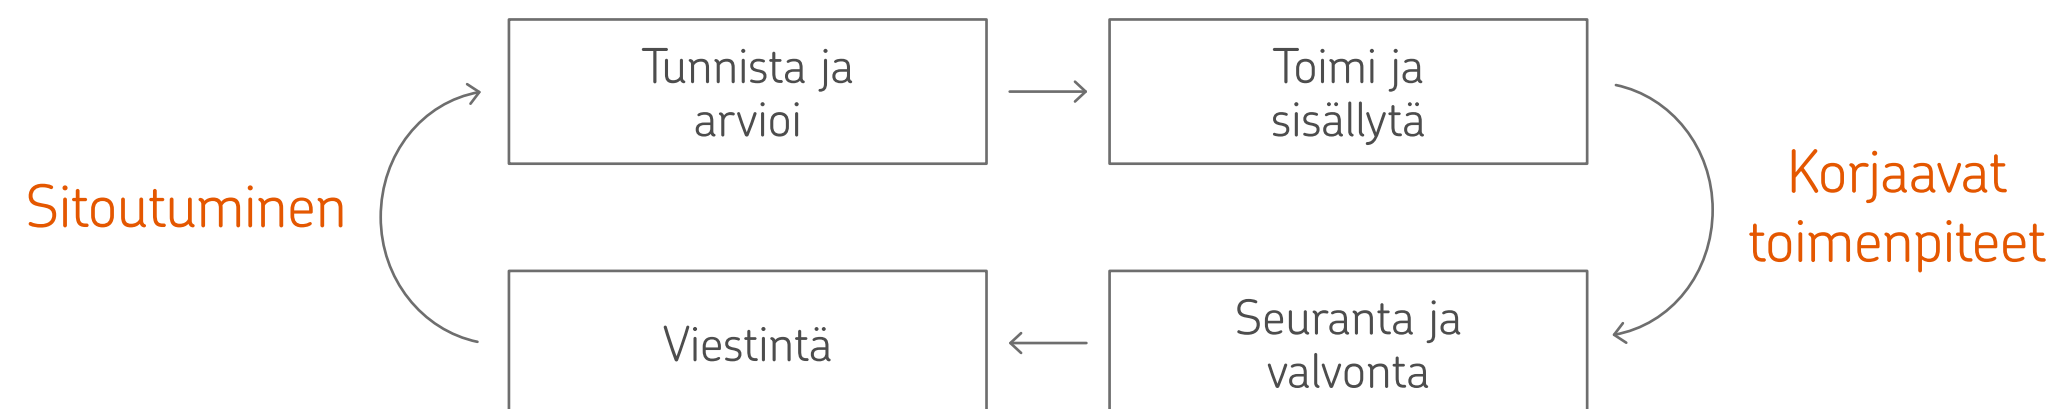 Tunnista ja
arvioi
Toimi ja
sisällytä
Sitoutuminen
Korjaavat
toimenpiteet
Viestintä
Seuranta ja
valvonta